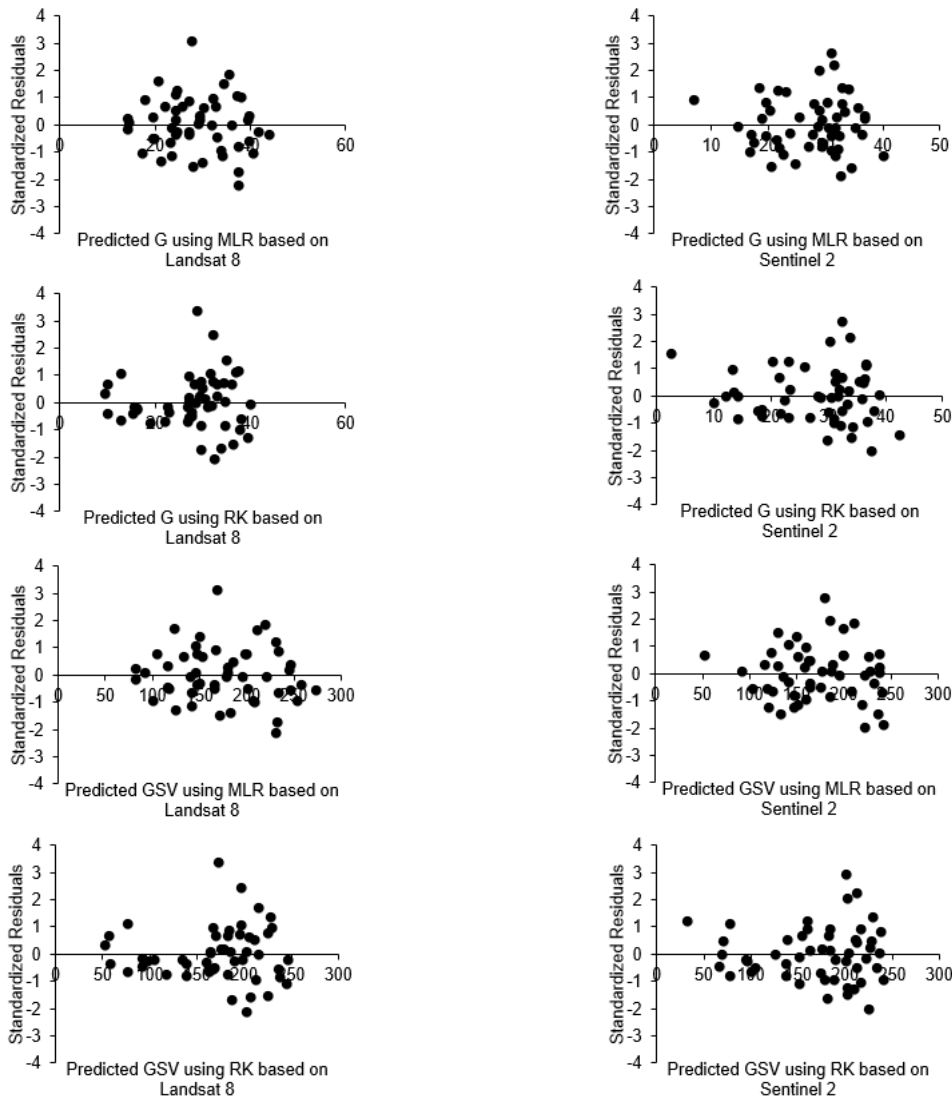 Standardized Residuals
4
3
2
1
0
-1
-2
-3
-4
20 40 60
Predicted G using MLR based on
Landsat 8
Standardized Residuals
4
3
2
1
0
-1
-2
-3
-4
0 10 20 30 40 50
Predicted G using MLR based on
Sentinel 2
Standardized Residuals
4
3
2
1
0
-1
-2
-3
-4
0 20 40 60
Predicted G using RK based on
Landsat 8
Standardized Residuals
4
3
2
1
0
-1
-2
-3
-4
0 10 20 30 40 50
Predicted G using RK based on
Sentinel 2
Standardized Residuals
4
3
2
1
0
-1
-2
-3
-4
0 50 100 150 200 250 300
Predicted GSV using MLR based on
Landsat 8
Standardized Residuals
4
3
2
1
0
-1
-2
-3
-4
0 50 100 150 200 250 300
Predicted GSV using MLR based on
Sentinel 2
Standardized Residuals
4
3
2
1
0
-1
-2
-3
-4
0 50 100 150 200 250 300
Predicted GSV using RK based on
Landsat 8
Standardized Residuals
4
3
2
1
0
-1
-2
-3
-4
0 50 100 150 200 250 300
Predicted GSV using RK based on
Sentinel 2